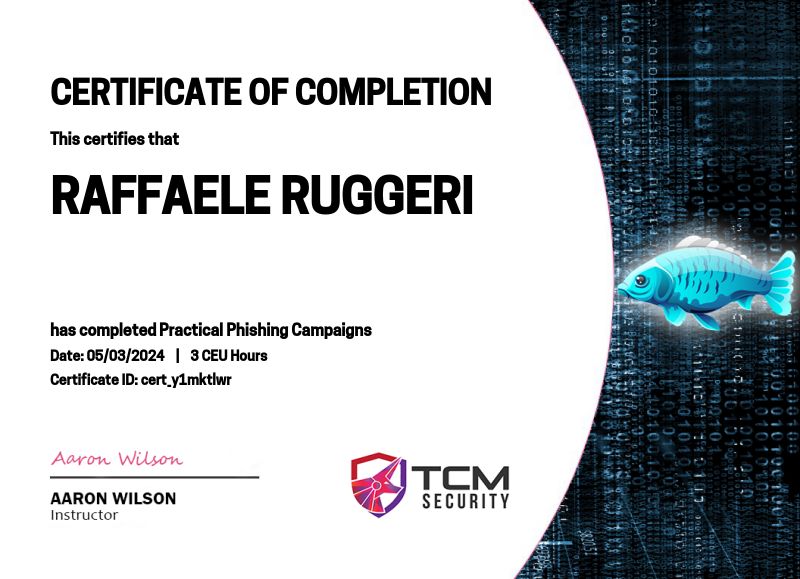 CERTIFICATE OF COMPLETION
This certifies that
RAFFAELE RUGGERI
has completed Practical Phishing Campaigns
Date: 05/03/2024 | 3 CEU Hours
Certificate ID: cert_y1mktlwr
Aaron Wilson
AARON WILSON
Instructor
TCM
SECURITY